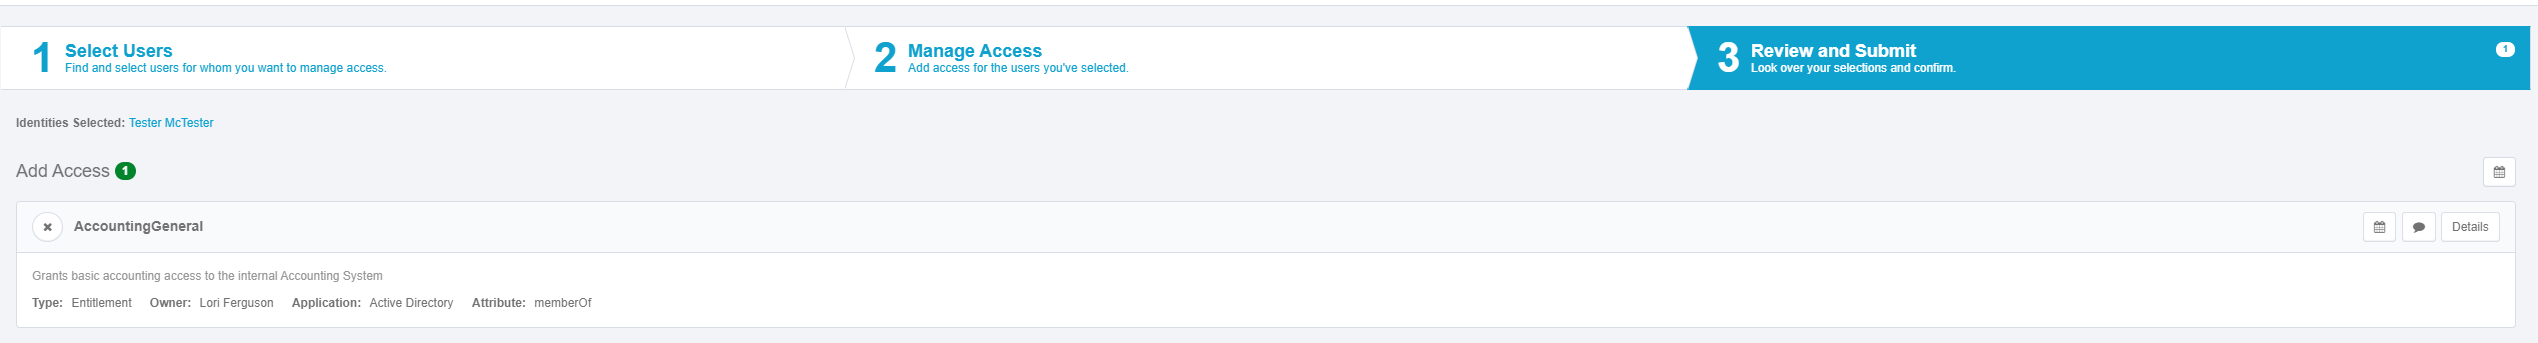 1 Select Users
Find and select users for whom you want to manage access.
2 Manage Access
Add access for the users you've selected.
3 Review and Submit
Look over your selections and confirm.
1
Identities Selected: Tester McTester
Add Access 1
AccountingGeneral
Details
Grants basic accounting access to the internal Accounting System
Type: Entitlement Owner: Lori Ferguson Application: Active Directory Attribute: memberOf